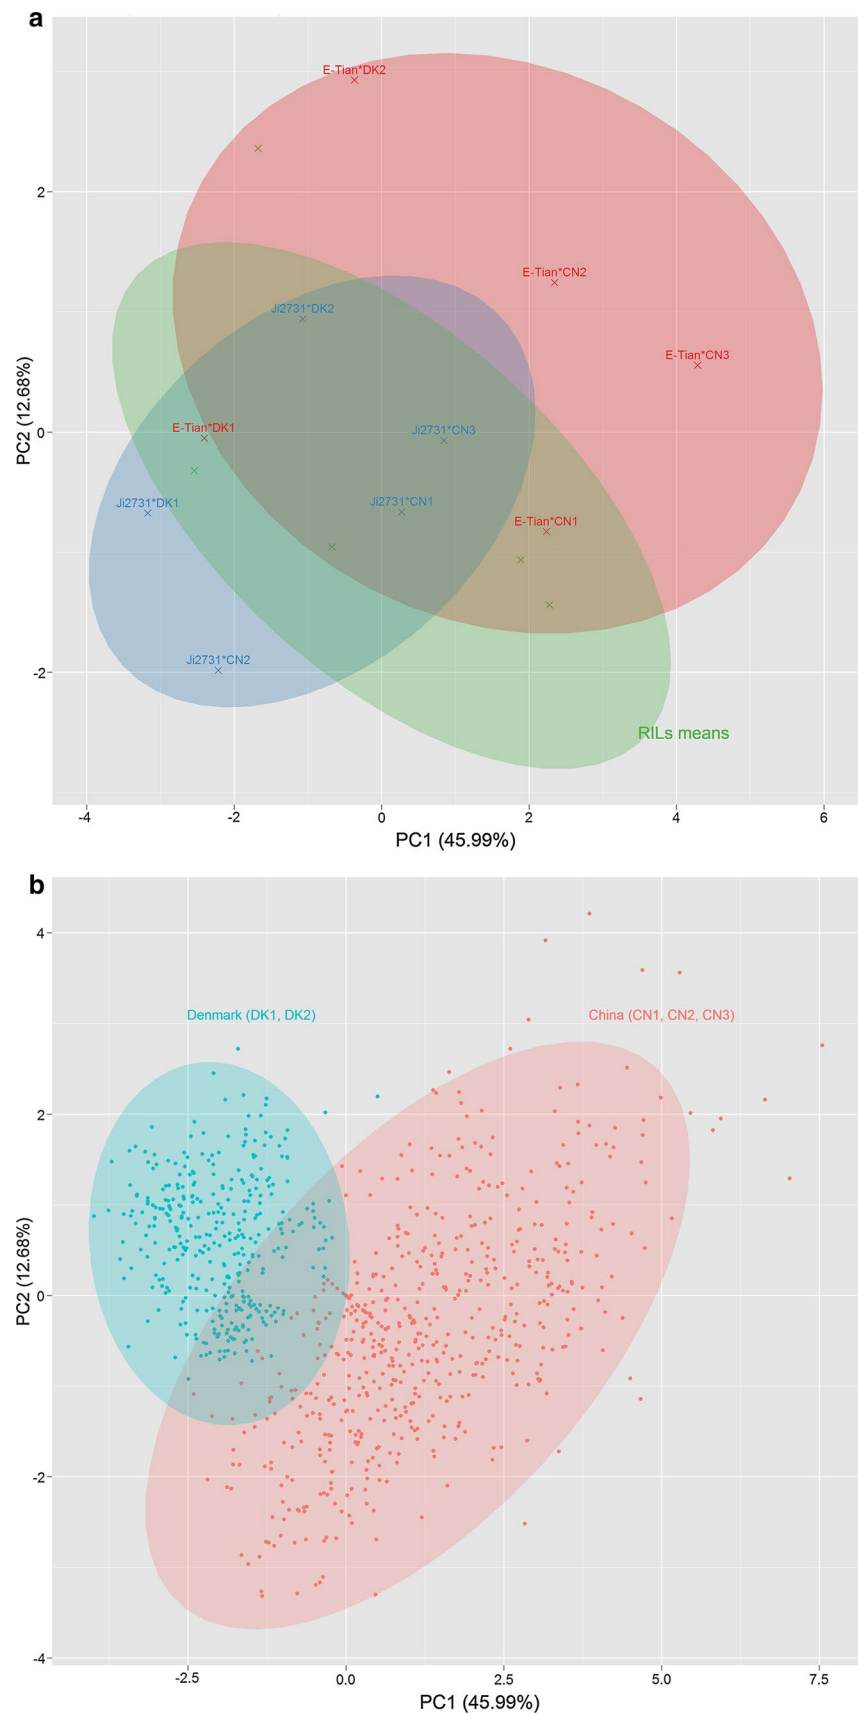 a
E-Tian*DK2
2
E-Tian*CN2
Ji2731*DK2
E-Tian*CN3
PC2 (12.68%)
0
E-Tian*DK1
Ji2731*CN3
Ji2731*DK1
Ji2731*CN1
E-Tian*CN1
-2
Ji2731*CN2
RILs means
-4 -2 0 2 4 6
PC1 (45.99%)
b
4
Denmark (DK1, DK2)
China (CN1, CN2, CN3)
2
PC2 (12.68%)
0
-2
-4
-2.5 0.0 2.5 5.0 7.5
PC1 (45.99%)